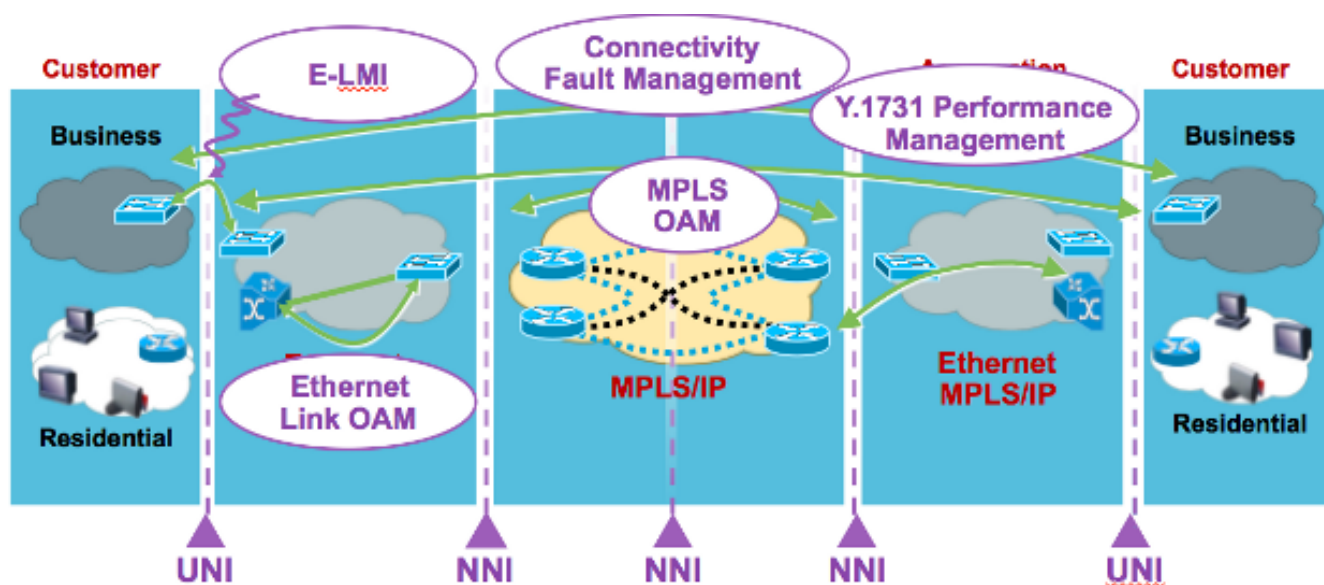 Customer
E-LMI
Connectivity
Fault Management
Customer
Y.1731 Performance
Management
Business
Business
MPLS
OAM
Ethernet
Link OAM
MPLS/IP
Ethernet
MPLS/IP
Residential
Residential
UNI
NNI
NNI
NNI
UNI